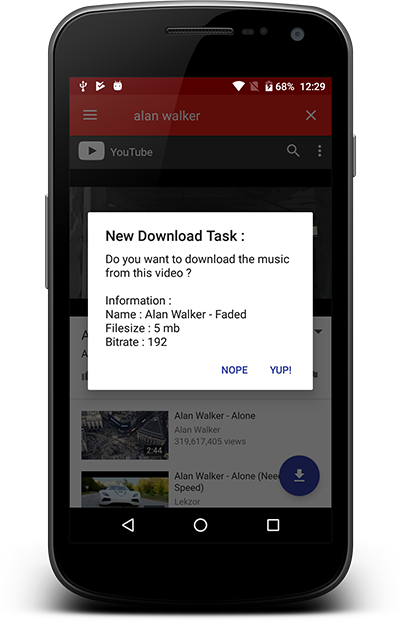 68% 12:29
alan walker
YouTube
New Download Task :
Do you want to download the music
from this video ?
Information :
Name : Alan Walker - Faded
Filesize : 5 mb
Bitrate : 192
NOPE YUP!
Alan Walker - Alone
Alan Walker
319,617,405 views
2:44
Alan Walker - Alone (Need
Speed)
Lekzor